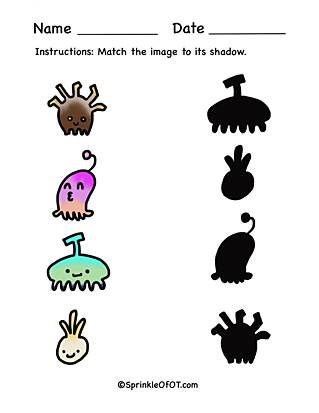 Name __________ Date __________
Instructions: Match the image to its shadow.
©SprinkleOfOT.com